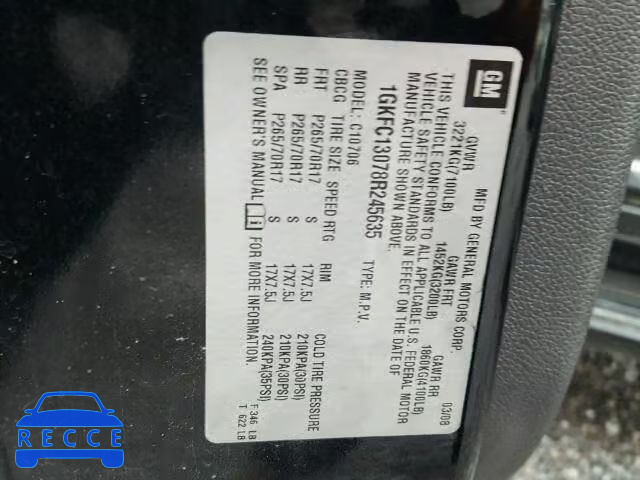 GM
MFD BY GENERAL MOTORS CORP. 03/08
GVWR GAWR FRT GAWR RR
3221KG(7100LB) 1452KG(3200LB) 1860KG(4100LB)
THIS VEHICLE CONFORMS TO ALL APPLICABLE U.S. FEDERAL MOTOR
VEHICLE SAFETY STANDARDS IN EFFECT ON THE DATE OF
MANUFACTURE SHOWN ABOVE.
1GKFC13078R245635 TYPE: M.P.V.
MODEL: C10706
CBCG TIRE SIZE SPEED RTG RIM COLD TIRE PRESSURE
FRT P265/70R17 S 17X7.5J 210KPA(30PSI)
RR P265/70R17 S 17X7.5J 210KPA(30PSI)
SPA P265/70R17 S 17X7.5J 240KPA(35PSI)
SEE OWNER'S MANUAL i FOR MORE INFORMATION.
F 346 LB
T 622 LB
RECCE